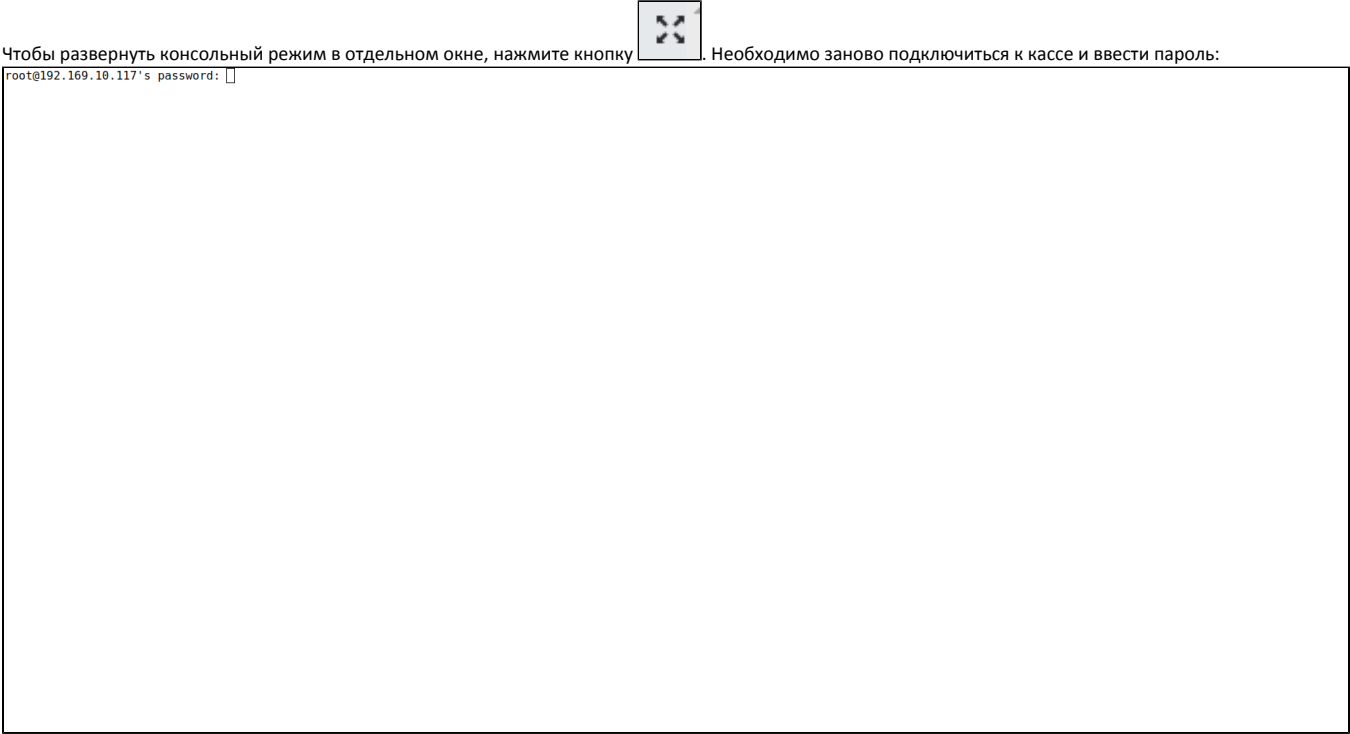 Чтобы развернуть консольный режим в отдельном окне, нажмите кнопку . Необходимо заново подключиться к кассе и ввести пароль:
root@192.169.10.117's password: